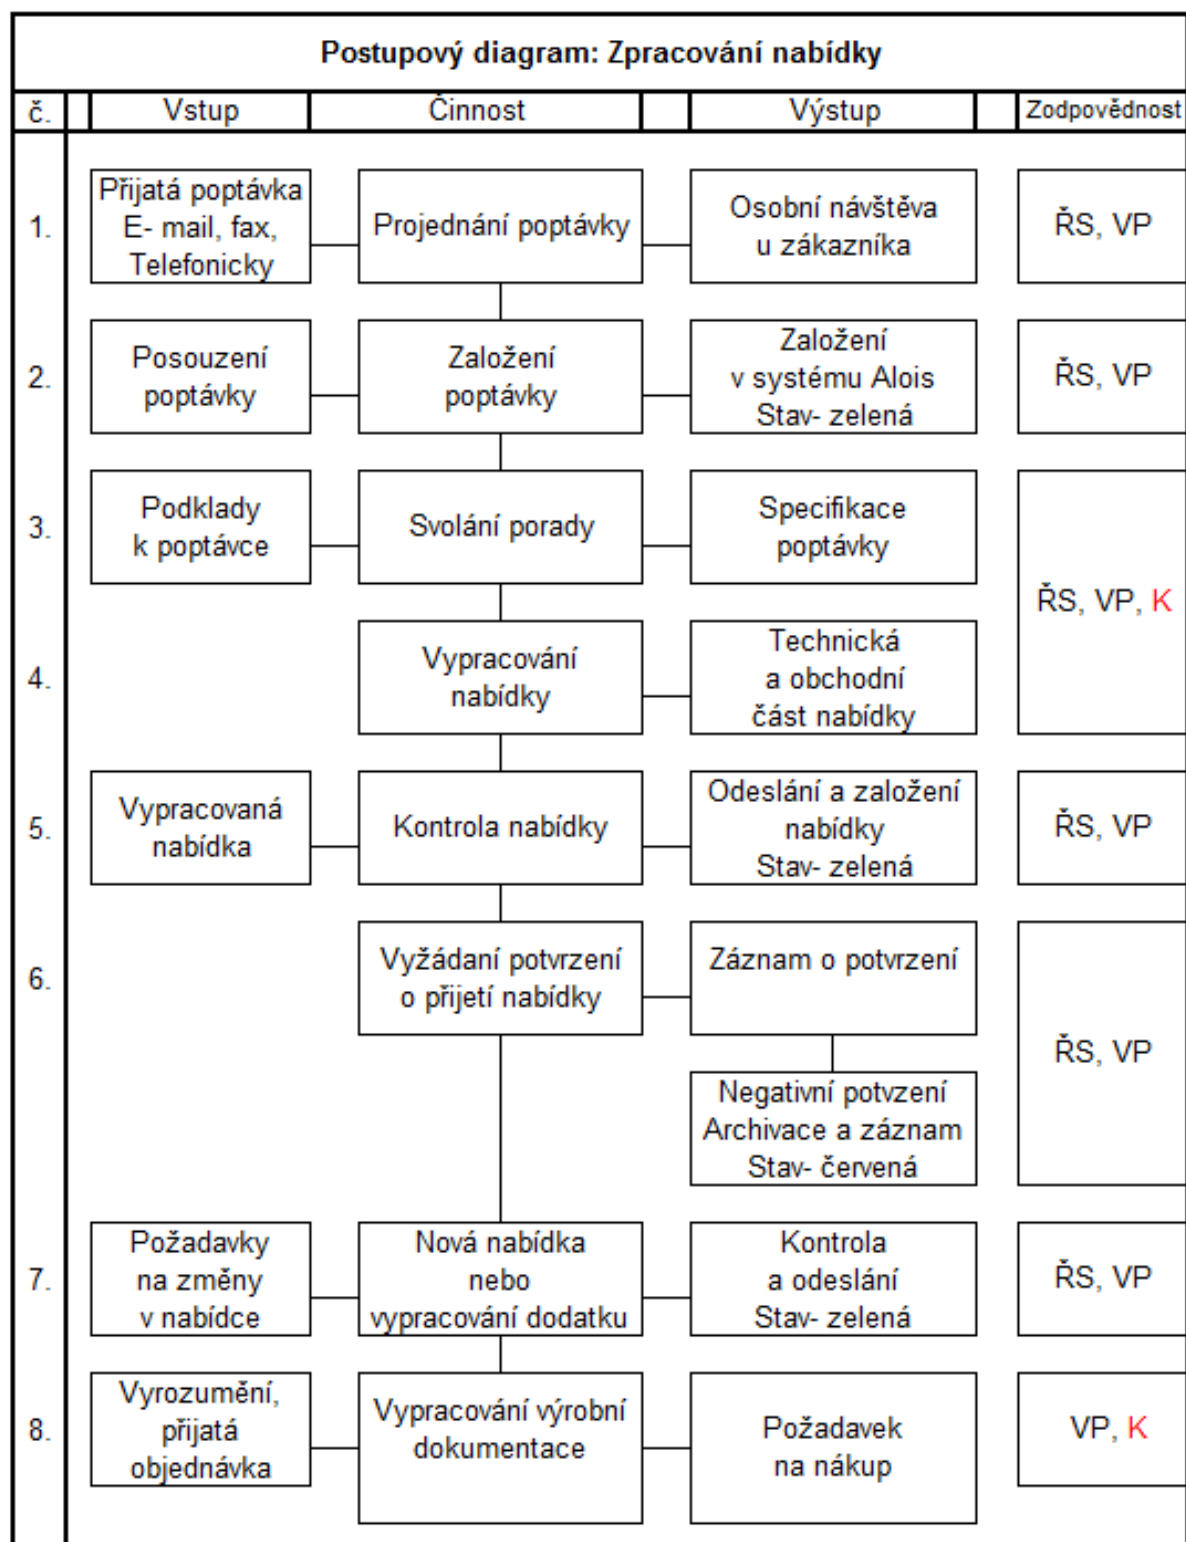 Postupový diagram: Zpracování nabídky
č. Vstup Činnost Výstup Zodpovědnost
1.
Přijatá poptávka
E- mail, fax,
Telefonicky
Projednání poptávky
Osobní návštěva
u zákazníka
ŘS, VP
2.
Posouzení
poptávky
Založení
poptávky
Založení
v systému Alois
Stav- zelená
ŘS, VP
3.
Podklady
k poptávce
Svolání porady
Specifikace
poptávky
ŘS, VP, K
4.
Vypracování
nabídky
Technická
a obchodní
část nabídky
5.
Vypracovaná
nabídka
Kontrola nabídky
Odeslání a založení
nabídky
Stav- zelená
ŘS, VP
6.
Vyžádaní potvrzení
o přijetí nabídky
Záznam o potvrzení
ŘS, VP
Negativní potvzení
Archivace a záznam
Stav- červená
7.
Požadavky
na změny
v nabídce
Nová nabídka
nebo
vypracování dodatku
Kontrola
a odeslání
Stav- zelená
ŘS, VP
8.
Vyrozumění,
přijatá
objednávka
Vypracování výrobní
dokumentace
Požadavek
na nákup
VP, K